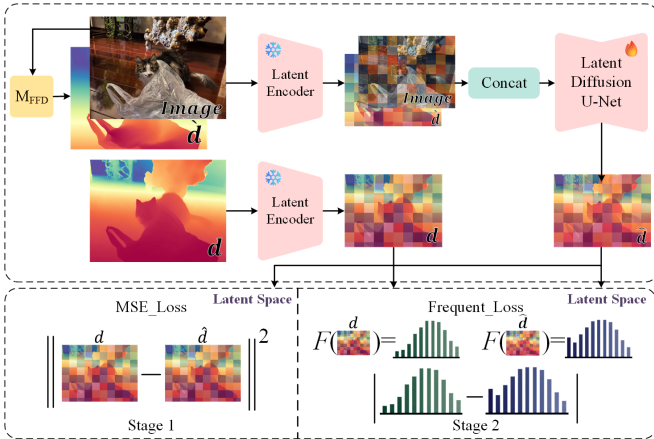 M_FFD
Image
d̀
Latent
Encoder
Image
d̀
Concat
Latent
Diffusion
U-Net
d
Latent
Encoder
d
d̂
MSE_Loss
Latent Space
Frequent_Loss
Latent Space
d
d̂
2
F(
d
)=
F(
d̂
)=
Stage 1
Stage 2